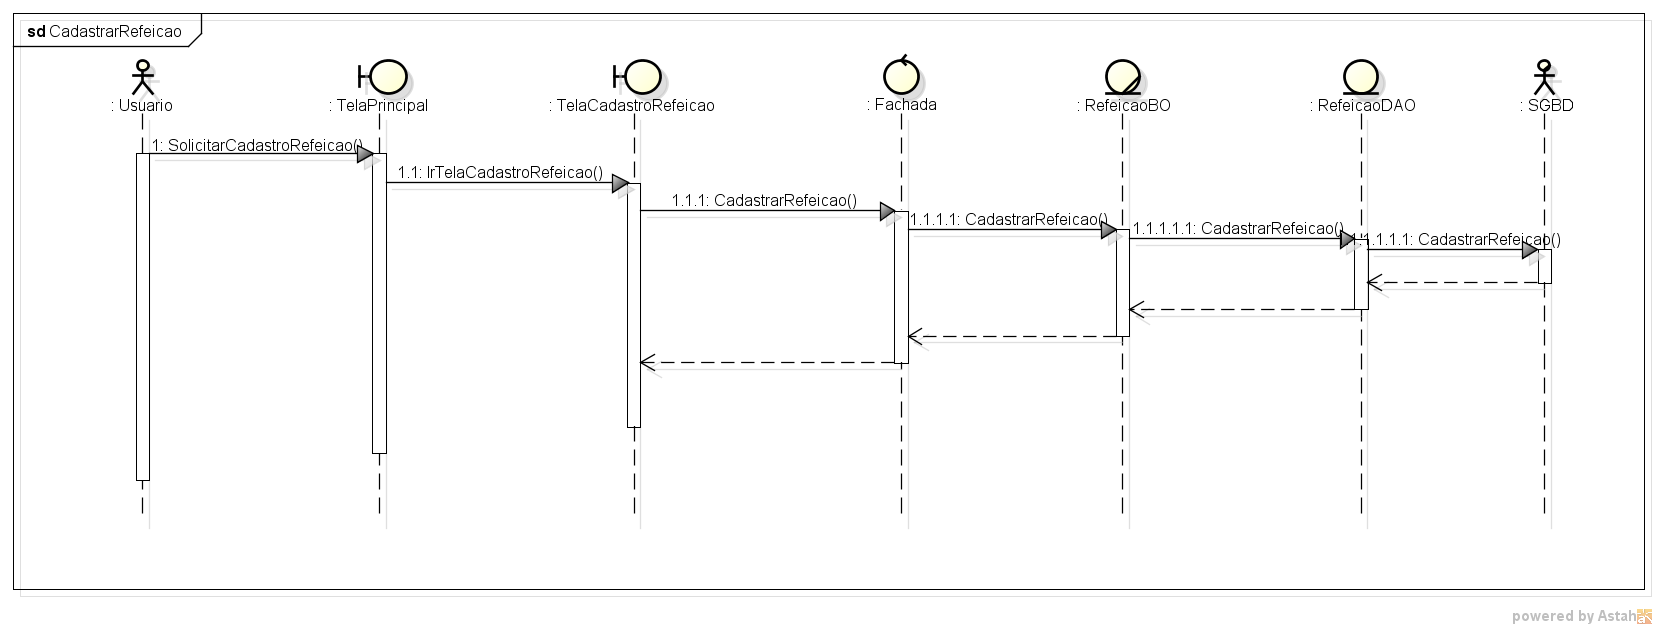 sd CadastrarRefeicao
: Usuario
: TelaPrincipal
: TelaCadastroRefeicao
: Fachada
: RefeicaoBO
: RefeicaoDAO
: SGBD
1: SolicitarCadastroRefeicao()
1.1: IrTelaCadastroRefeicao()
1.1.1: CadastrarRefeicao()
1.1.1.1: CadastrarRefeicao()
1.1.1.1.1: CadastrarRefeicao()
1.1.1.1: CadastrarRefeicao()
powered by Astah